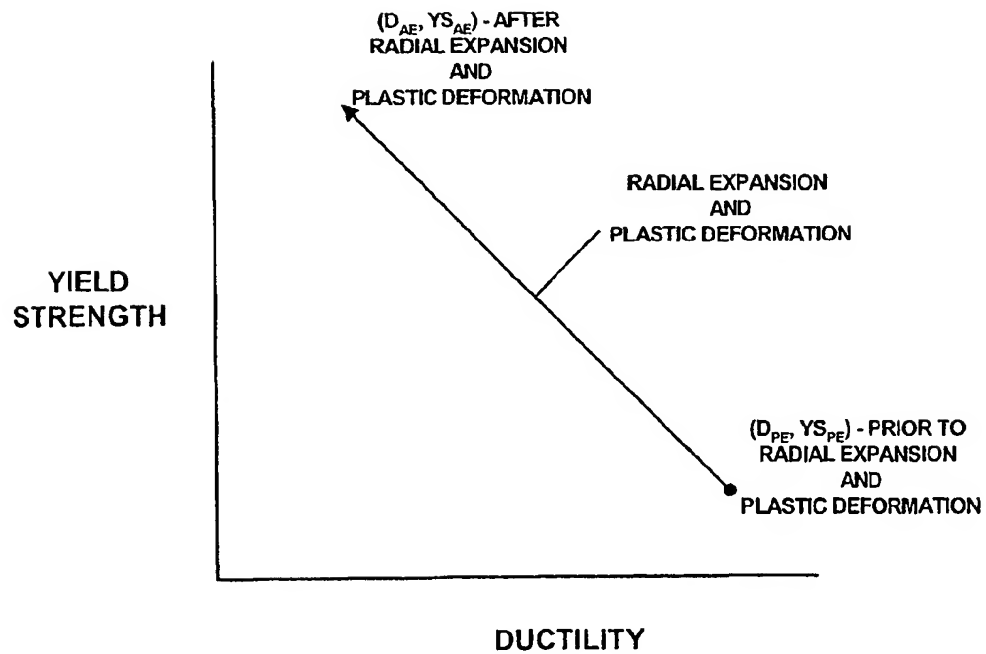 (D_AE, YS_AE) - AFTER
RADIAL EXPANSION
AND
PLASTIC DEFORMATION
RADIAL EXPANSION
AND
PLASTIC DEFORMATION
YIELD
STRENGTH
(D_PE, YS_PE) - PRIOR TO
RADIAL EXPANSION
AND
PLASTIC DEFORMATION
DUCTILITY